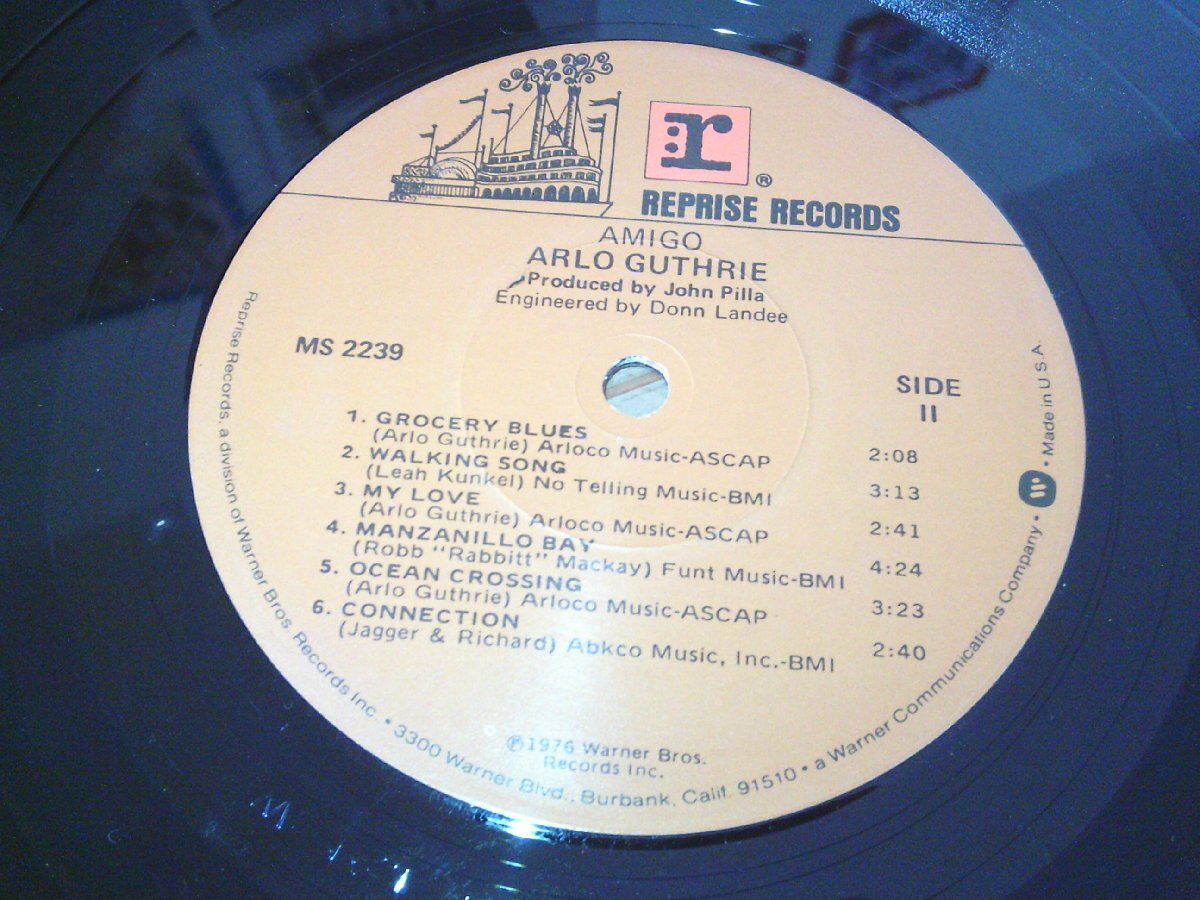 :r
®
REPRISE RECORDS
AMIGO
ARLO GUTHRIE
Produced by John Pilla
Engineered by Donn Landee
MS 2239
SIDE
II
1. GROCERY BLUES
(Arlo Guthrie) Arloco Music-ASCAP 2:08
2. WALKING SONG
(Leah Kunkel) No Telling Music-BMI 3:13
3. MY LOVE
(Arlo Guthrie) Arloco Music-ASCAP 2:41
4. MANZANILLO BAY
(Robb "Rabbitt" Mackay) Funt Music-BMI 4:24
5. OCEAN CROSSING
(Arlo Guthrie) Arloco Music-ASCAP 3:23
6. CONNECTION
(Jagger & Richard) Abkco Music, Inc.-BMI 2:40
℗1976 Warner Bros.
Records Inc.
Reprise Records, a division of Warner Bros. Records Inc. • 3300 Warner Blvd., Burbank, Calif. 91510 • a Warner Communications Company • W • Made in U.S.A.